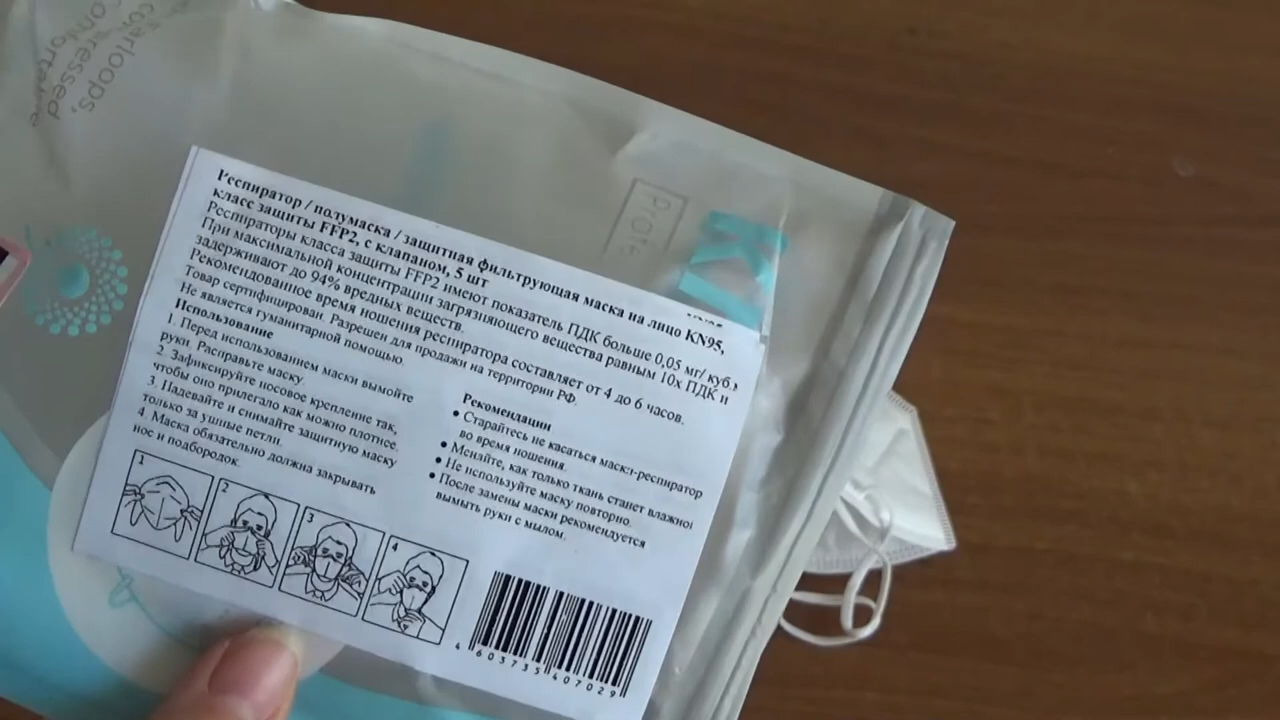 earloops,
Prote
K
Респиратор / полумаска / защитная фильтрующая маска на лицо KN95,
класс защиты FFP2, с клапаном, 5 шт
Респираторы класса защиты FFP2 имеют показатель ПДК больше 0,05 мг/ куб.
При максимальной концентрации загрязняющего вещества равным 10х ПДК и
задерживают до 94% вредных веществ.
Рекомендованное время ношения респиратора составляет от 4 до 6 часов.
Товар сертифицирован. Разрешен для продажи на территории РФ.
Не является гуманитарной помощью.
Использование
1. Перед использованием маски вымойте
руки. Расправьте маску.
2. Зафиксируйте носовое крепление так,
чтобы оно прилегало как можно плотнее.
3. Надевайте и снимайте защитную маску
только за ушные петли.
4. Маска обязательно должна закрывать
нос и подбородок.
Рекомендации
• Старайтесь не касаться маски-респиратор
во время ношения.
• Меняйте, как только ткань станет влажной
• Не используйте маску повторно.
• После замены маски рекомендуется
вымыть руки с мылом.
1
2
3
4
4 603735 407029